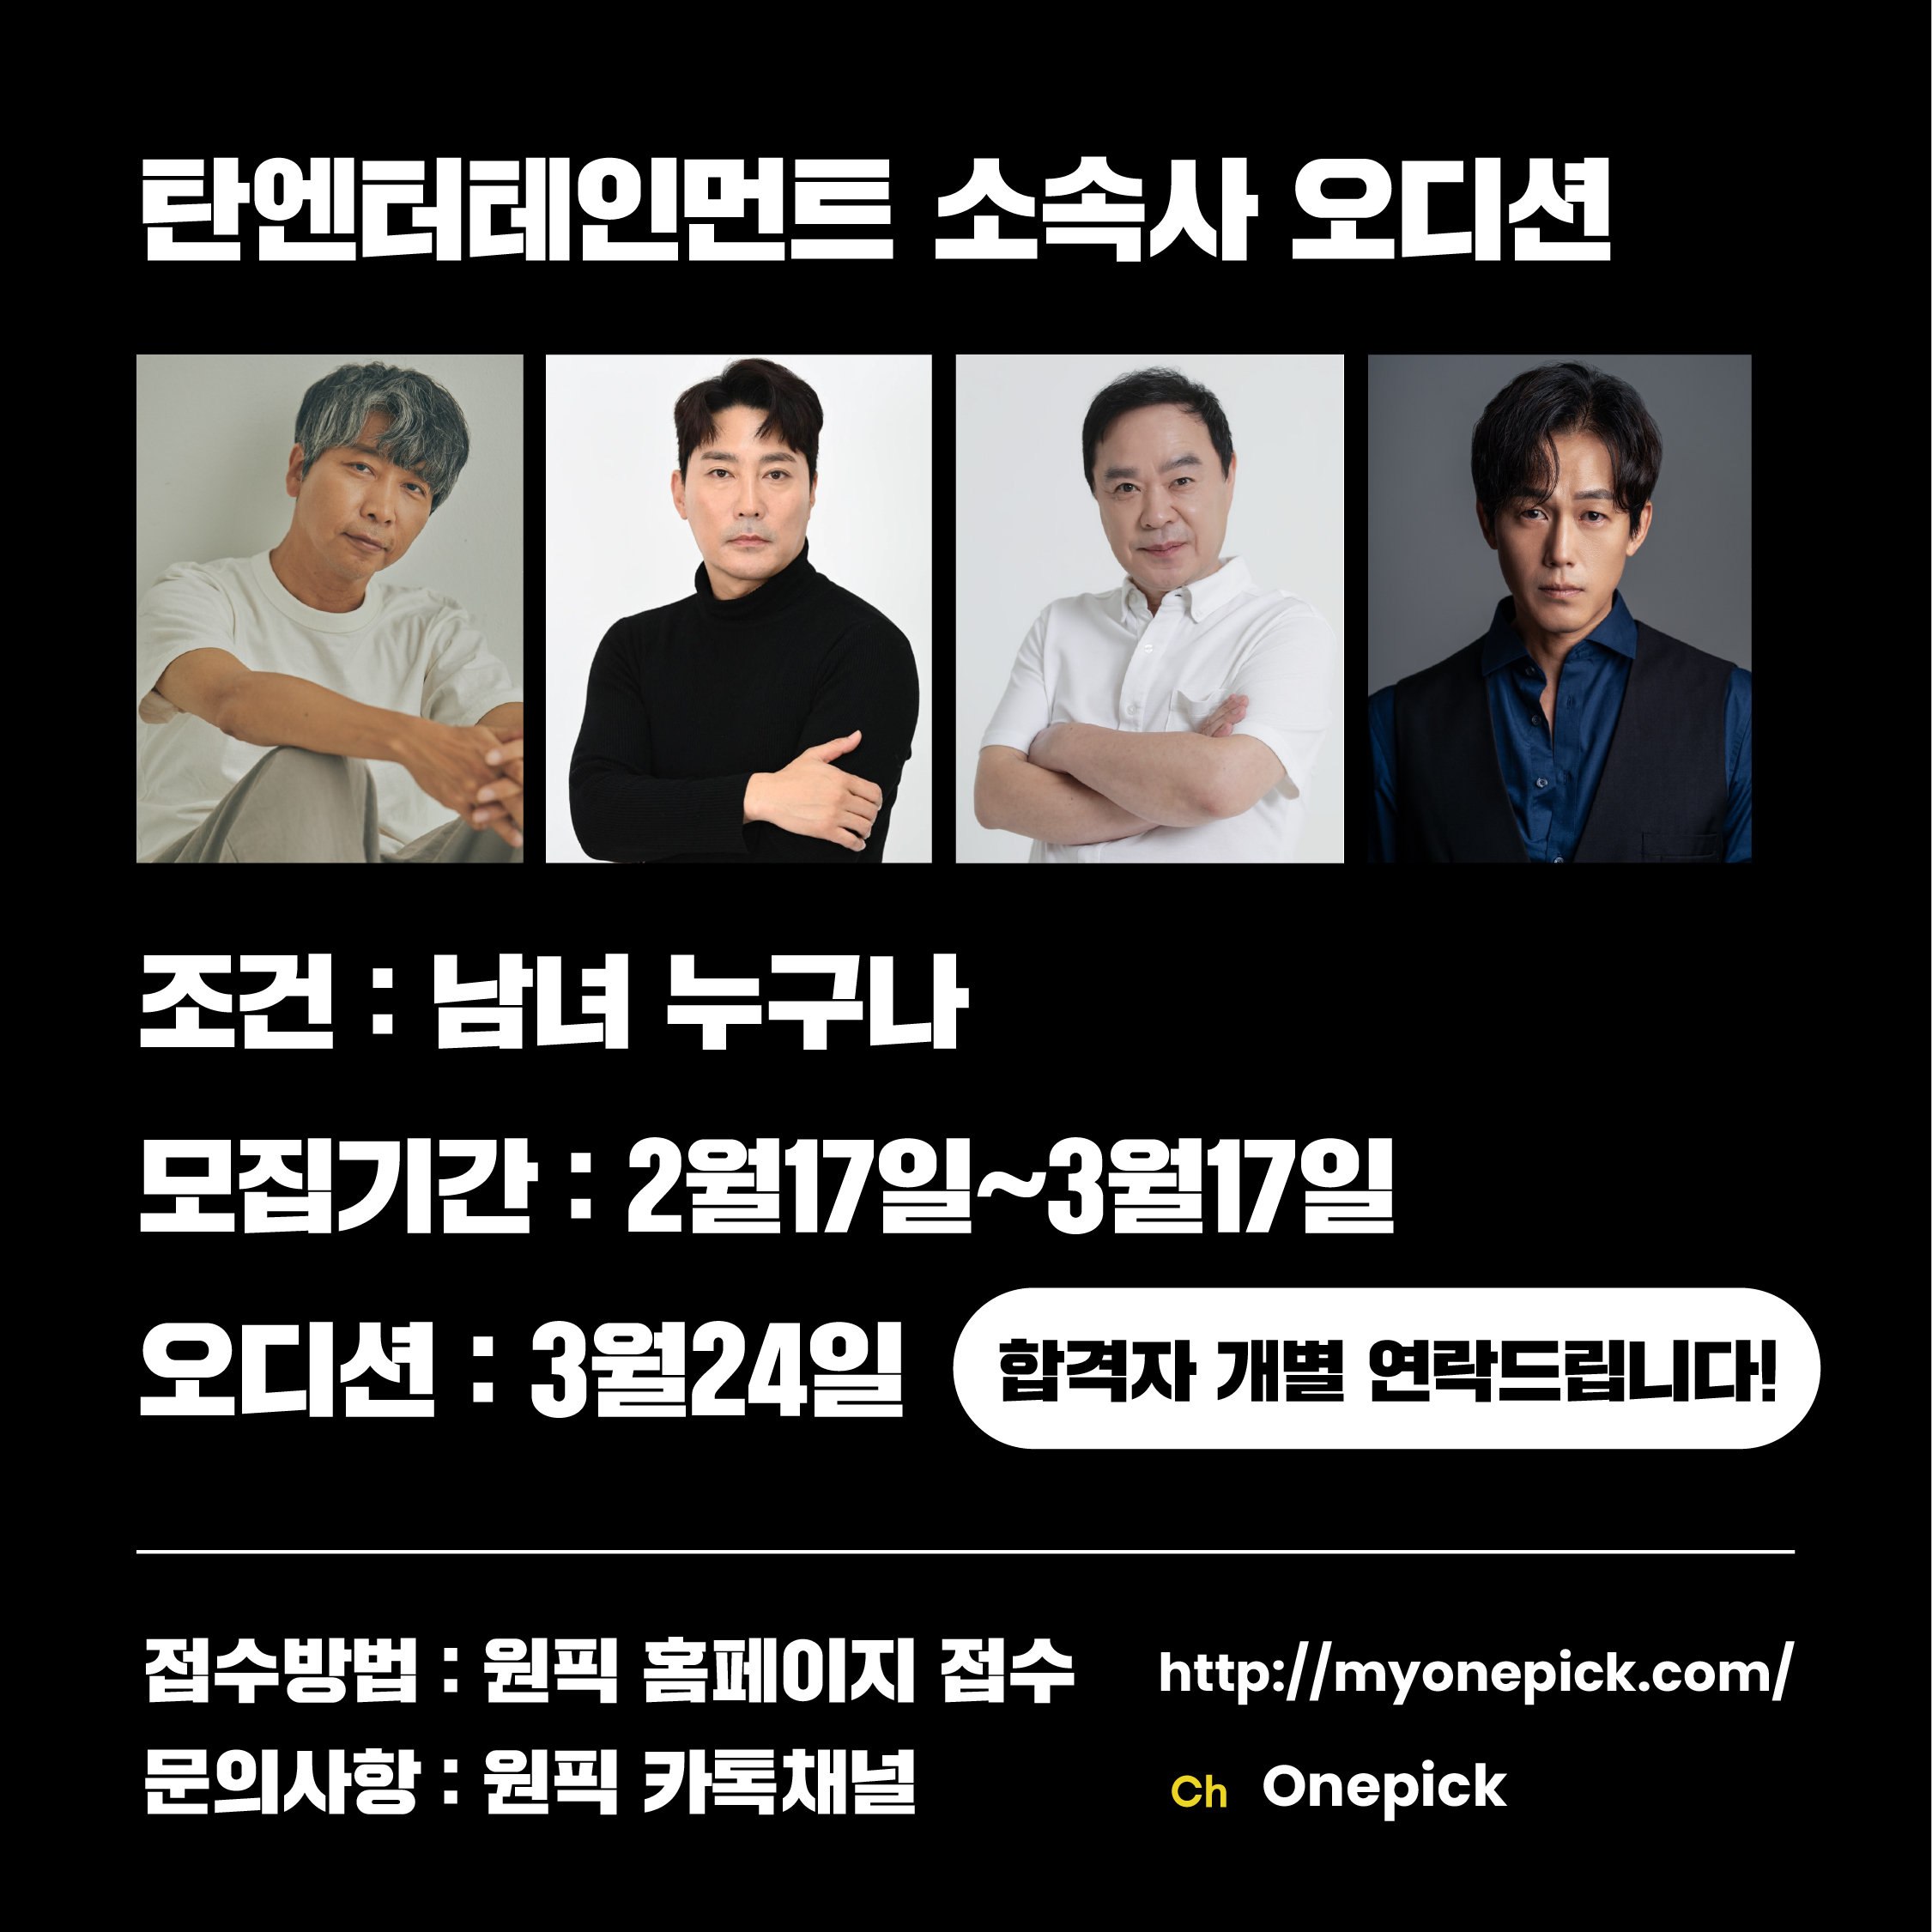 탄엔터테인먼트 소속사 오디션
조건 : 남녀 누구나
모집기간 : 2월17일~3월17일
오디션 : 3월24일
합격자 개별 연락드립니다!
접수방법 : 원픽 홈페이지 접수 http://myonepick.com/
문의사항 : 원픽 카톡채널 Ch Onepick